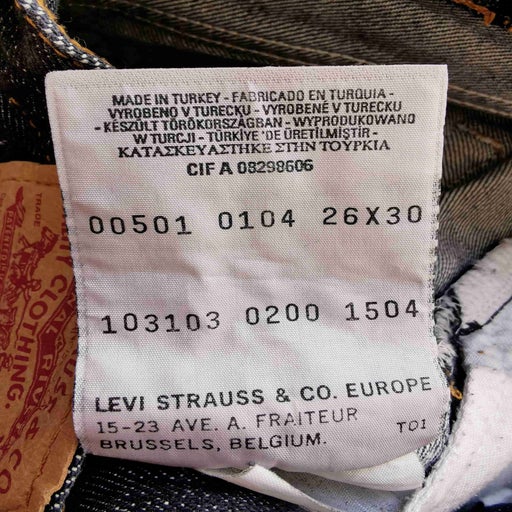 MADE IN TURKEY - FABRICADO EN TURQUIA -
VYROBENO V TURECKU - VYROBENÉ V TURECKU
- KÉSZÜLT TÖRÖKORSZÁGBAN - WYPRODUKOWANO
W TURCJI - TÜRKİYE 'DE ÜRETİLMİŞTİR -
ΚΑΤΑΣΚΕΥΑΣΤΗΚΕ ΣΤΗΝ ΤΟΥΡΚΙΑ
CIF A 08298606
00501 0104 26X30
103103 0200 1504
LEVI STRAUSS & CO. EUROPE
15-23 AVE. A. FRAITEUR
BRUSSELS, BELGIUM. T01
TRADE
CLOTHING.